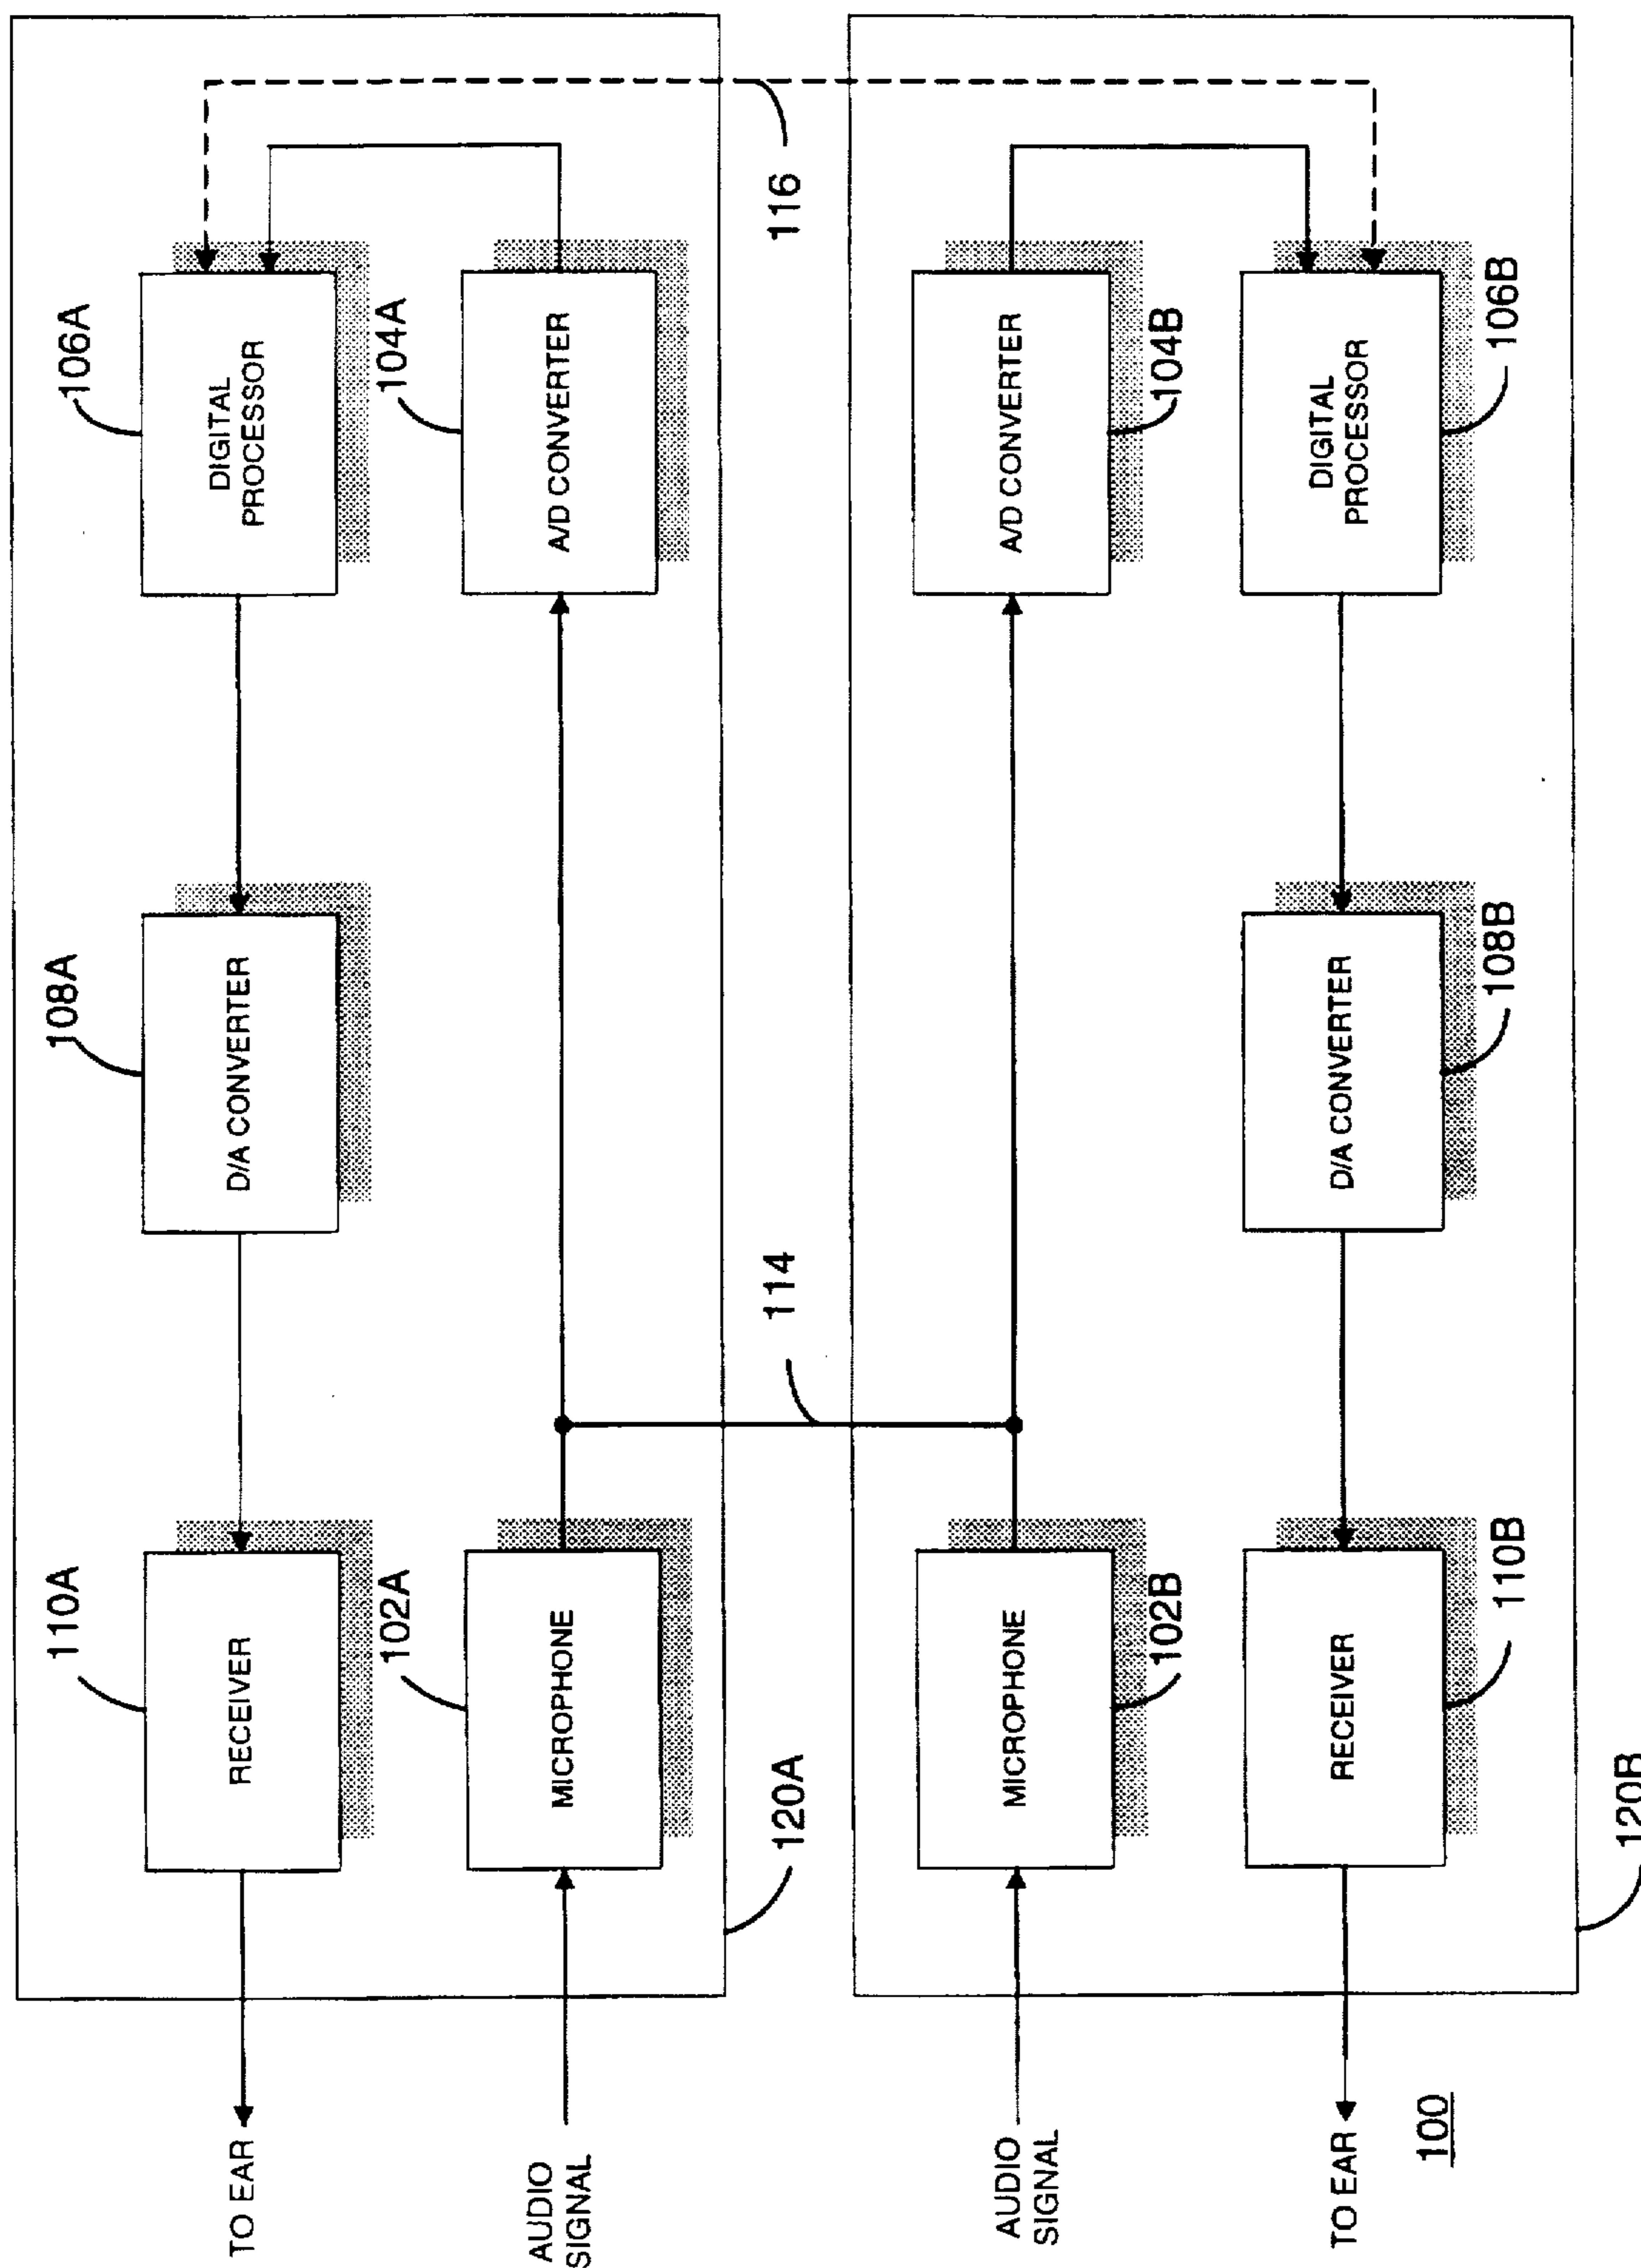 TO EAR
110A
RECEIVER
108A
D/A CONVERTER
106A
DIGITAL
PROCESSOR
AUDIO
SIGNAL
102A
MICROPHONE
104A
A/D CONVERTER
120A
114
116
AUDIO
SIGNAL
MICROPHONE
102B
A/D CONVERTER
104B
TO EAR
RECEIVER
110B
D/A CONVERTER
108B
DIGITAL
PROCESSOR
106B
100
120B